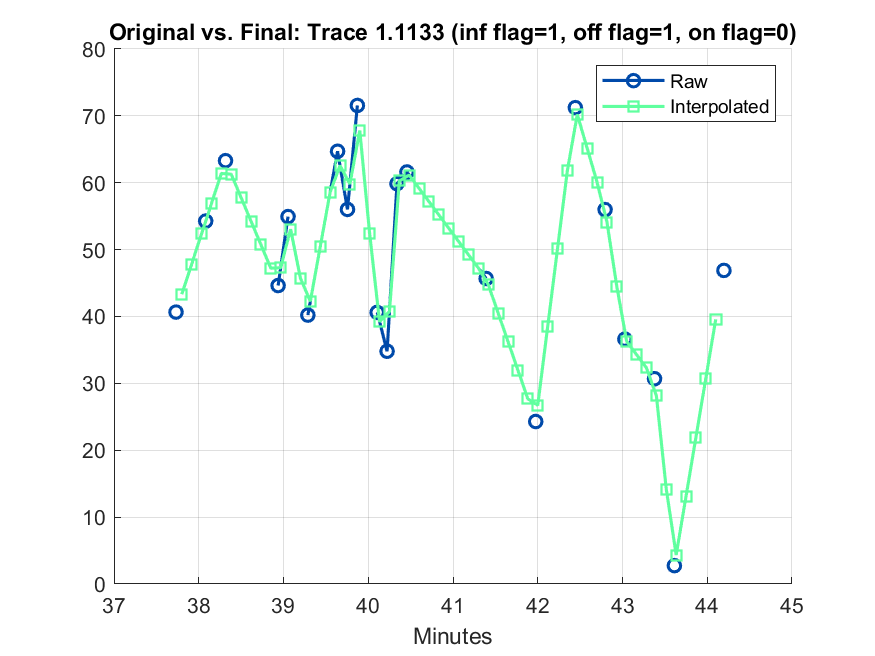 Original vs. Final: Trace 1.1133 (inf flag=1, off flag=1, on flag=0)
80
70
60
50
40
30
20
10
0
Raw
Interpolated
37 38 39 40 41 42 43 44 45
Minutes